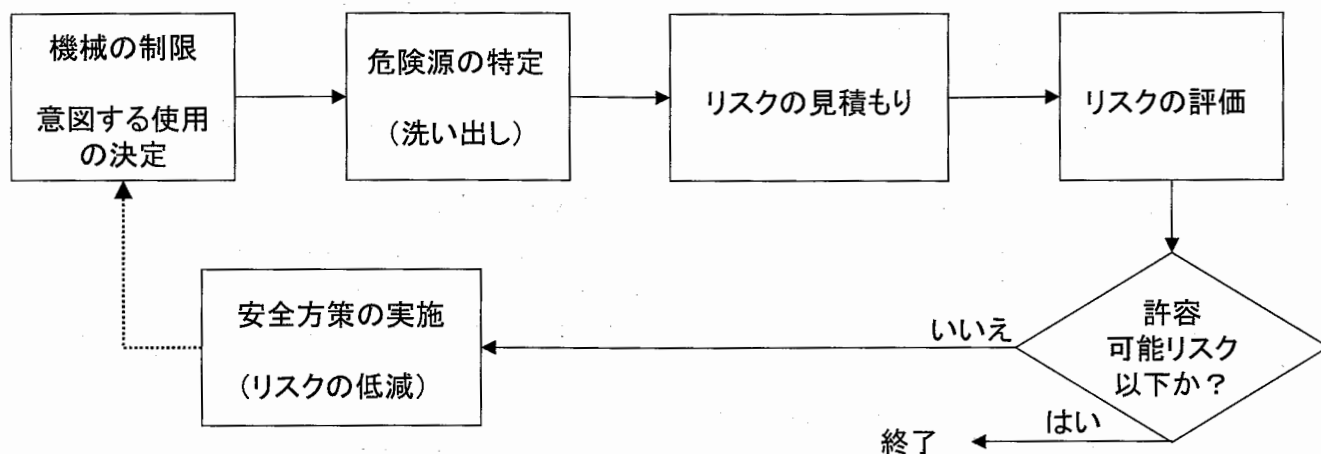 機械の制限
意図する使用
の決定
危険源の特定
(洗い出し)
リスクの見積もり
リスクの評価
許容
可能リスク
以下か？
いいえ
はい
終了
安全方策の実施
(リスクの低減)